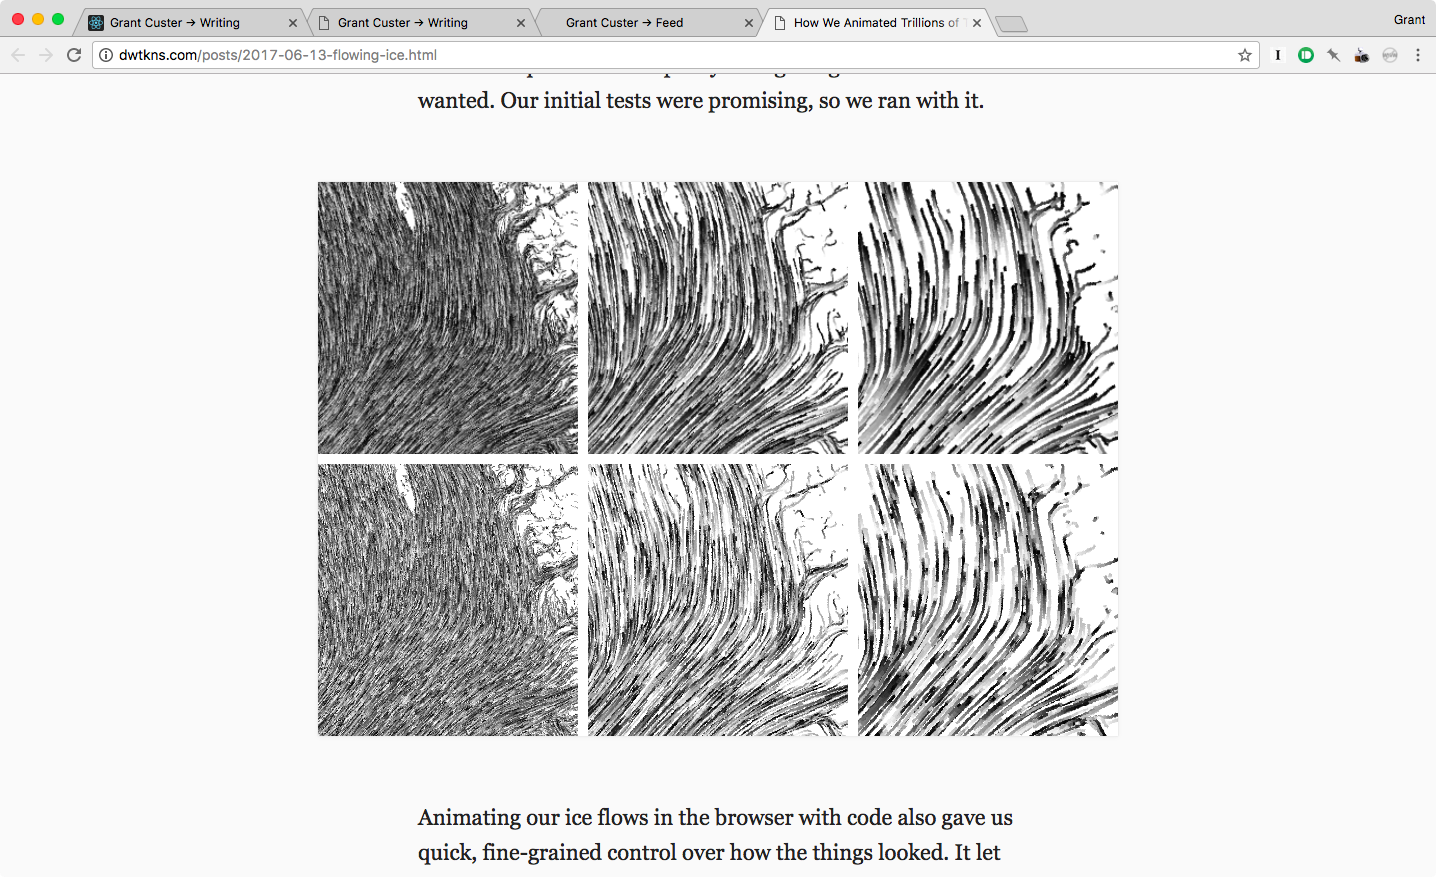 Grant Custer → Writing
Grant Custer → Writing
Grant Custer → Feed
How We Animated Trillions of
Grant
dwtkns.com/posts/2017-06-13-flowing-ice.html
wanted. Our initial tests were promising, so we ran with it.
Animating our ice flows in the browser with code also gave us
quick, fine-grained control over how the things looked. It let